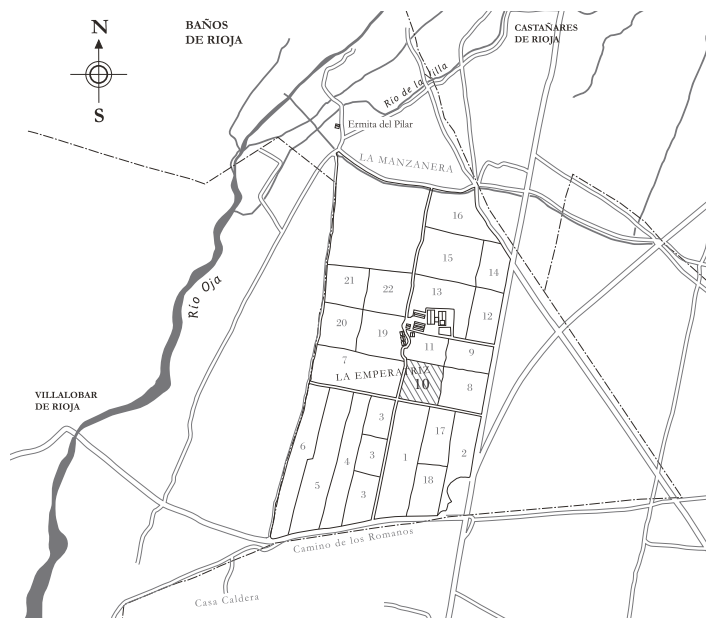 N
S
BAÑOS
DE RIOJA
CASTAÑARES
DE RIOJA
Rio de la Villa
Ermita del Pilar
LA MANZANERA
16
15
14
21
22
13
Rio Oja
20
19
12
11
9
7
LA EMPERATRIZ
10
8
VILLALOBAR
DE RIOJA
3
17
6
4
3
1
2
5
3
18
Camino de los Romanos
Casa Caldera